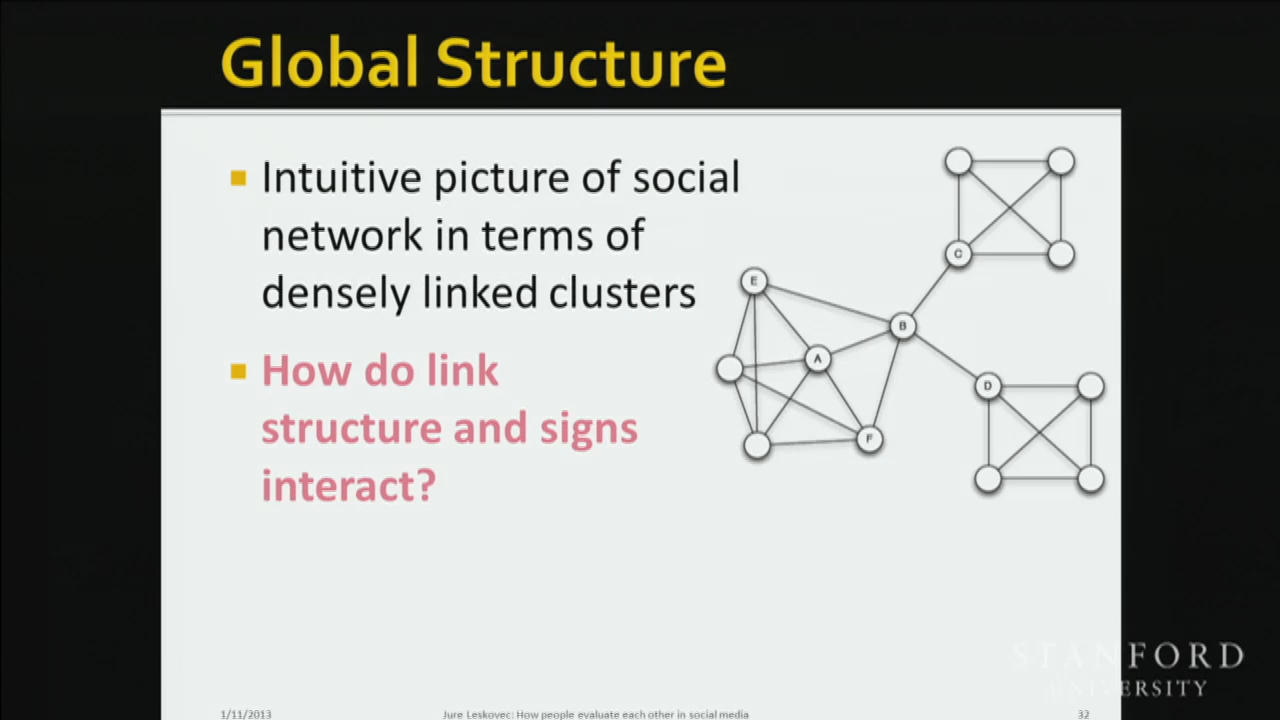 Global Structure
Intuitive picture of social
network in terms of
densely linked clusters
How do link
structure and signs
interact?
E
A
B
C
D
F
STANFORD
UNIVERSITY
1/11/2013
Jure Leskovec: How people evaluate each other in social media
32